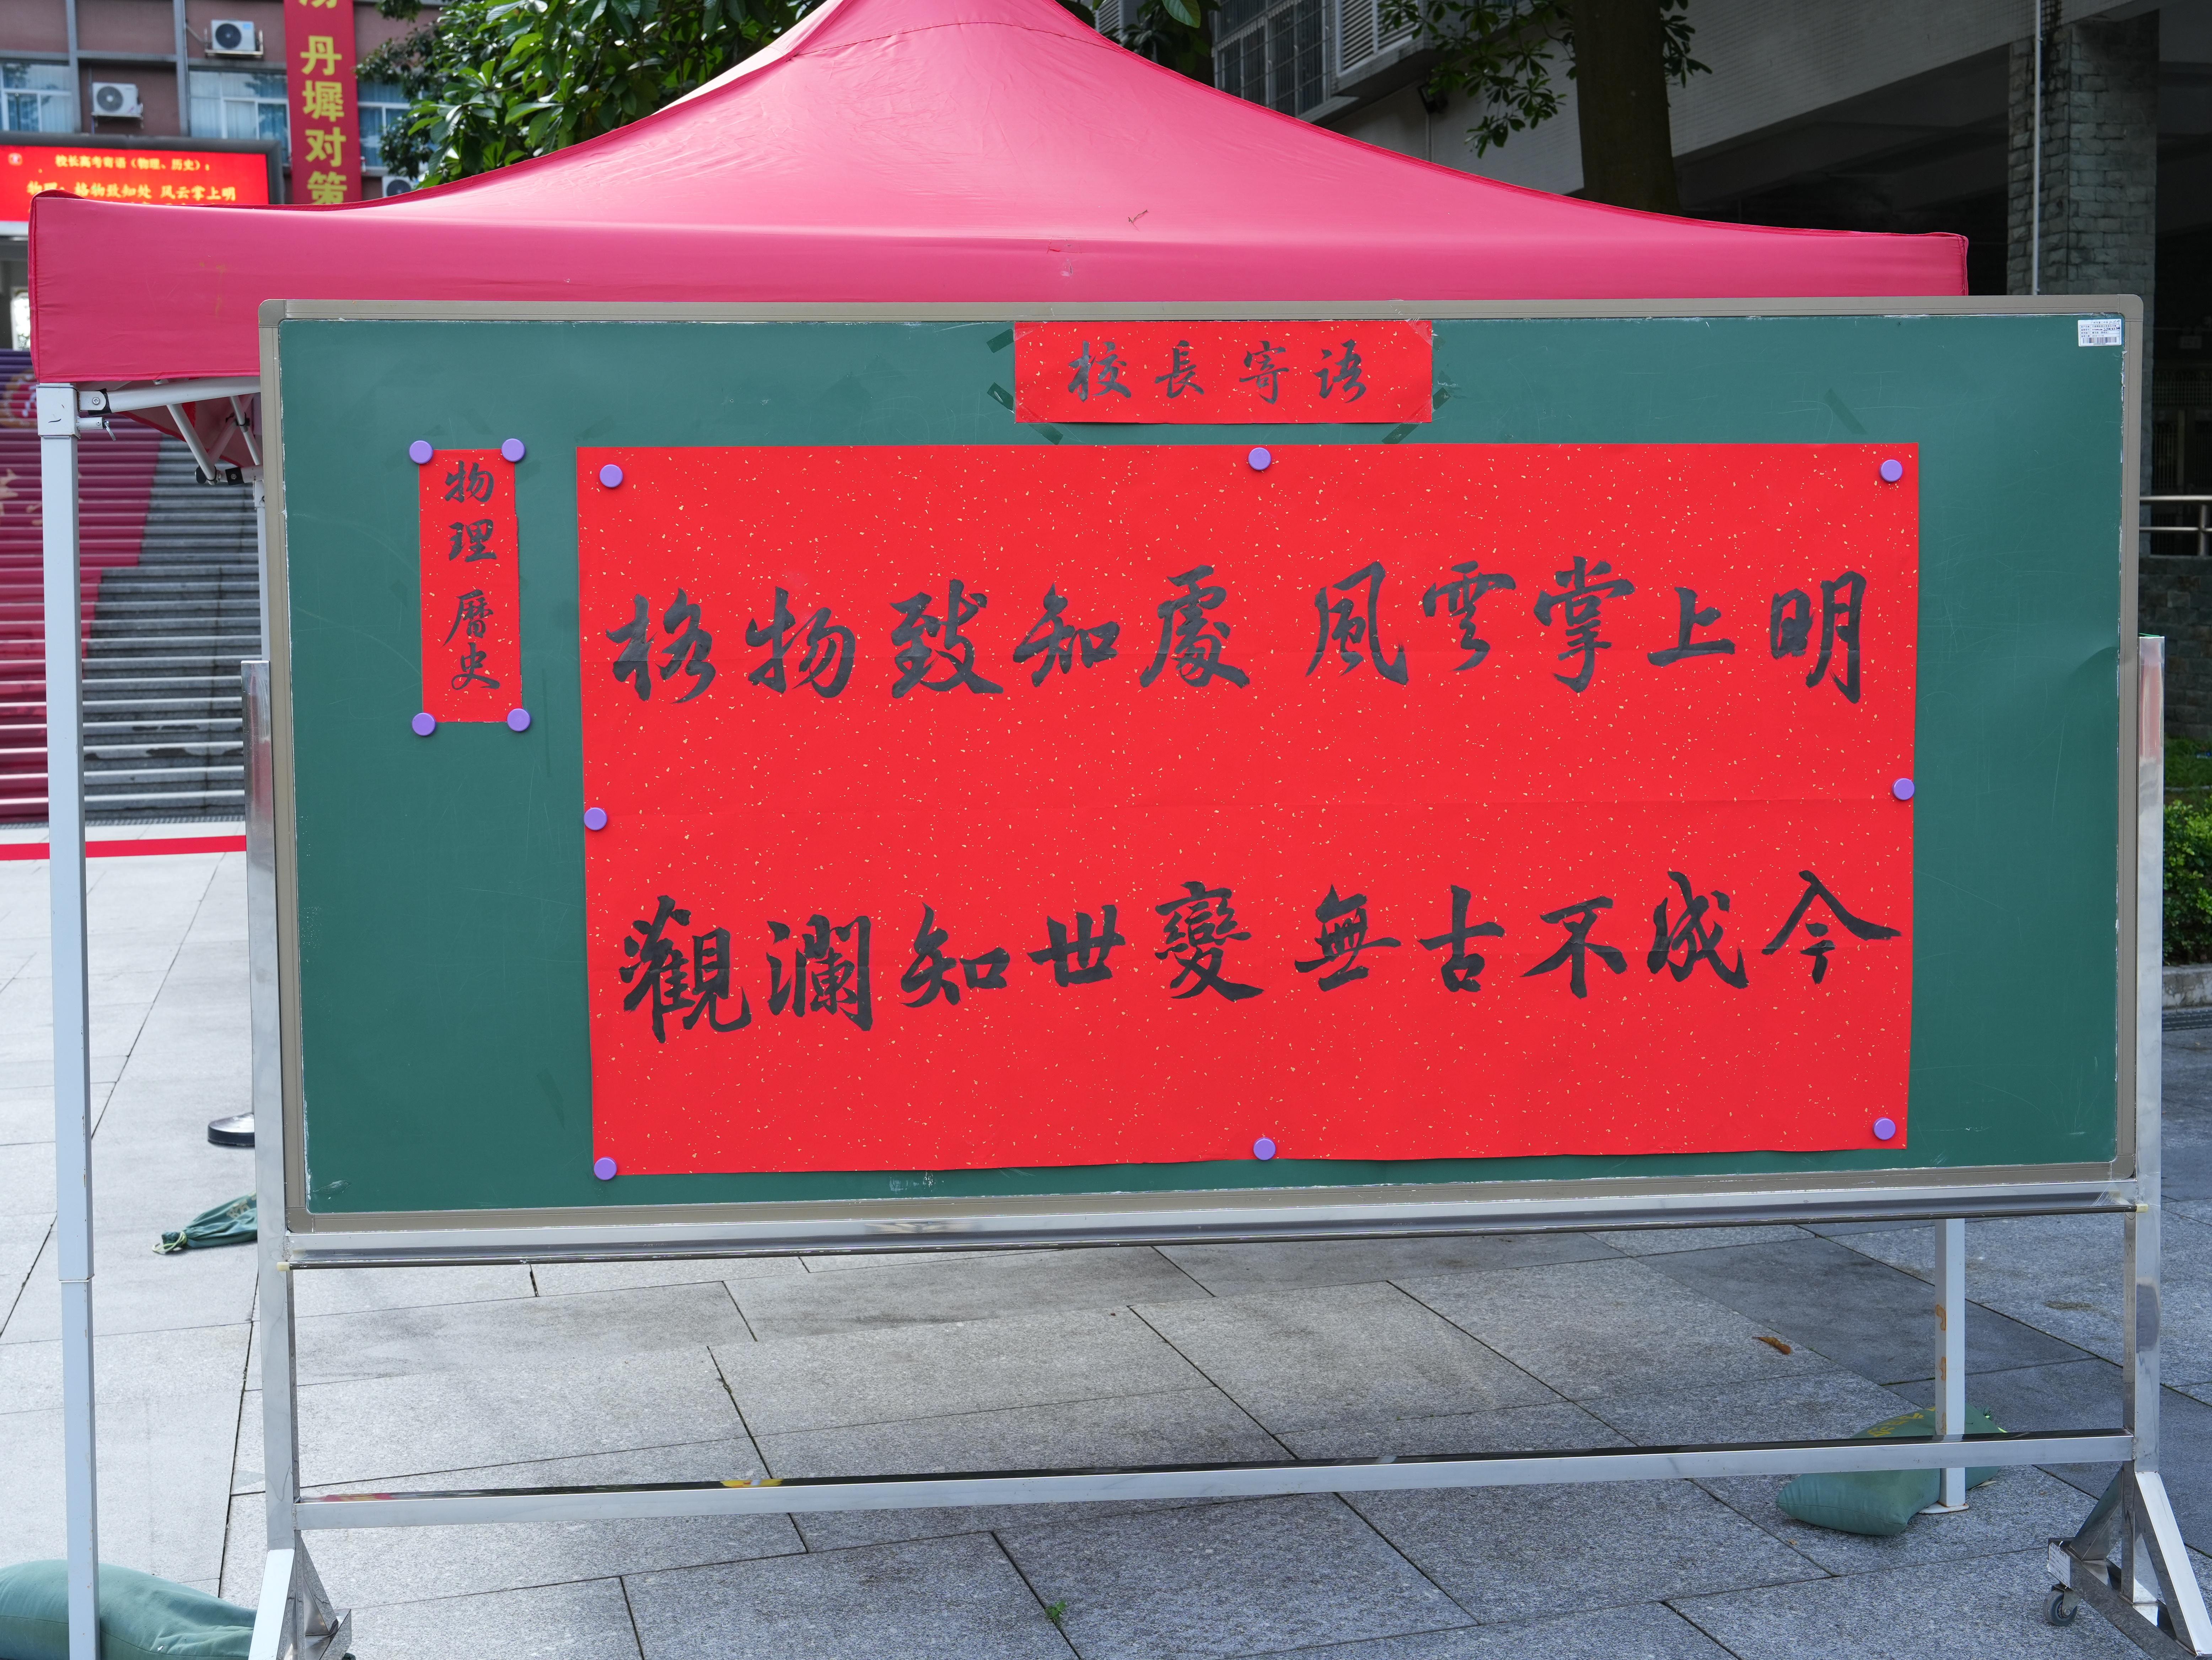 丹墀对策
校长高考寄语（物理、历史）：
物理：格物致知处 风云掌上明
校長寄语
物理 曆史
格物致知處 風雲掌上明
觀瀾知世變 無古不成今